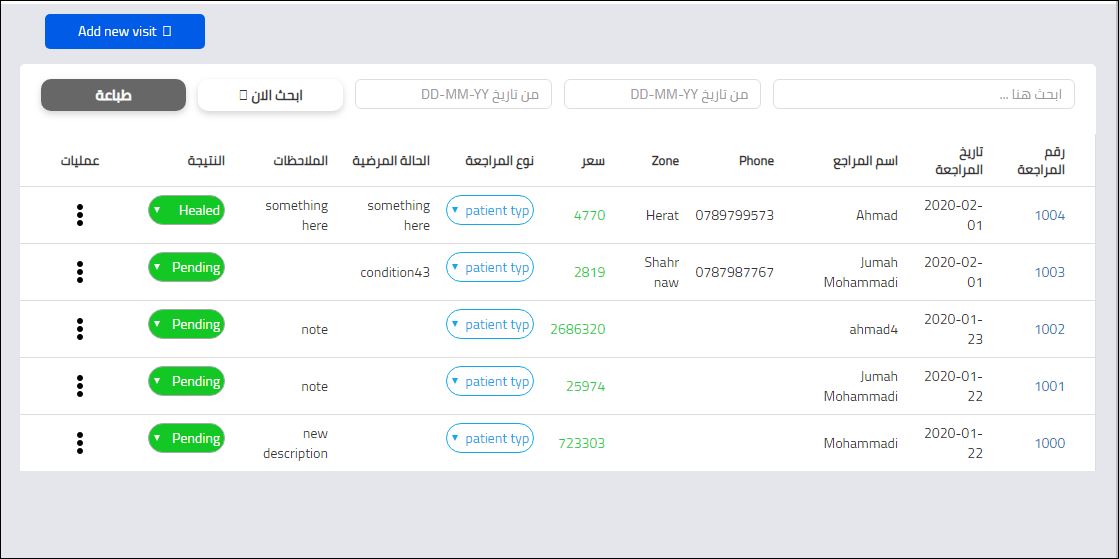 Add new visit
ابحث هنا ...
من تاريخ DD-MM-YY
من تاريخ DD-MM-YY
ابحث الان
طباعة
رقم المراجعة
تاريخ المراجعة
اسم المراجع
Phone
Zone
سعر
نوع المراجعة
الحالة المرضية
الملاحظات
النتيجة
عمليات
1004
2020-02-
01
Ahmad
0789799573
Herat
4770
patient typ
something
here
something
here
Healed
1003
2020-02-
01
Jumah
Mohammadi
0787987767
Shahr
naw
2819
patient typ
condition43
Pending
1002
2020-01-
23
ahmad4
2686320
patient typ
note
Pending
1001
2020-01-
22
Jumah
Mohammadi
25974
patient typ
note
Pending
1000
2020-01-
22
Mohammadi
723303
patient typ
new
description
Pending